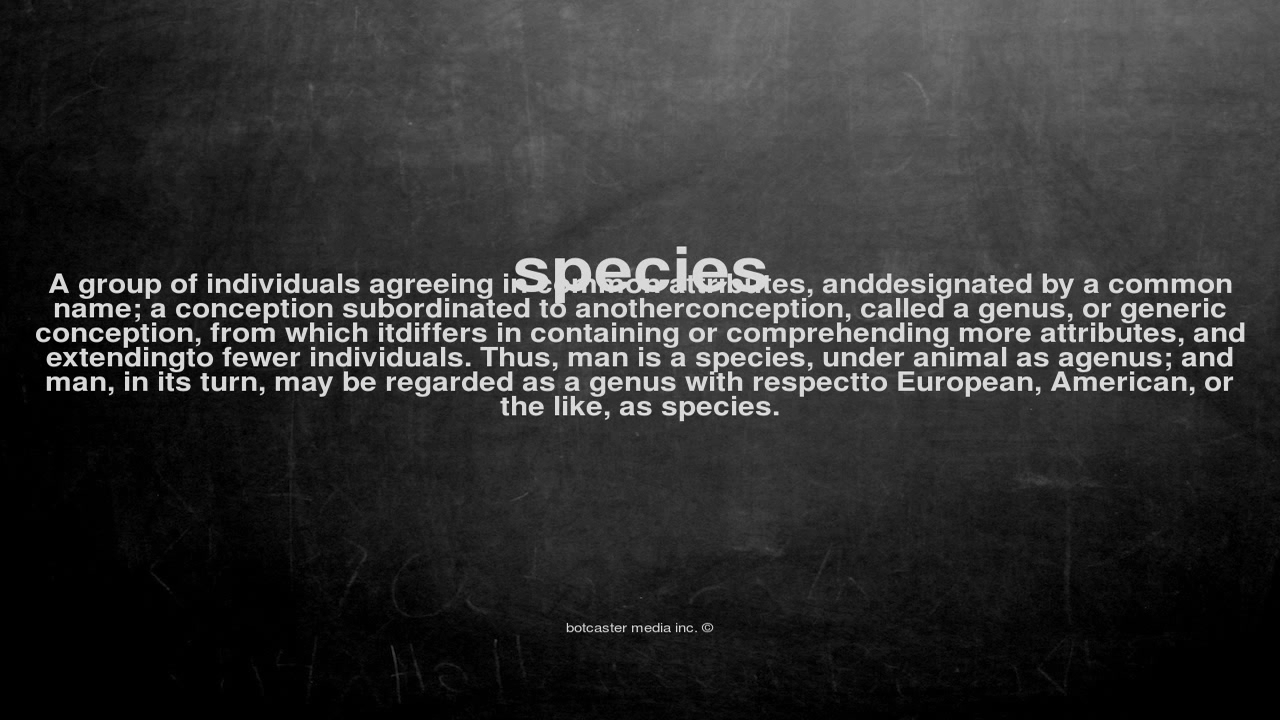 species
A group of individuals agreeing in common attributes, anddesignated by a common
name; a conception subordinated to anotherconception, called a genus, or generic
conception, from which itdiffers in containing or comprehending more attributes, and
extendingto fewer individuals. Thus, man is a species, under animal as agenus; and
man, in its turn, may be regarded as a genus with respectto European, American, or
the like, as species.
botcaster media inc. ©